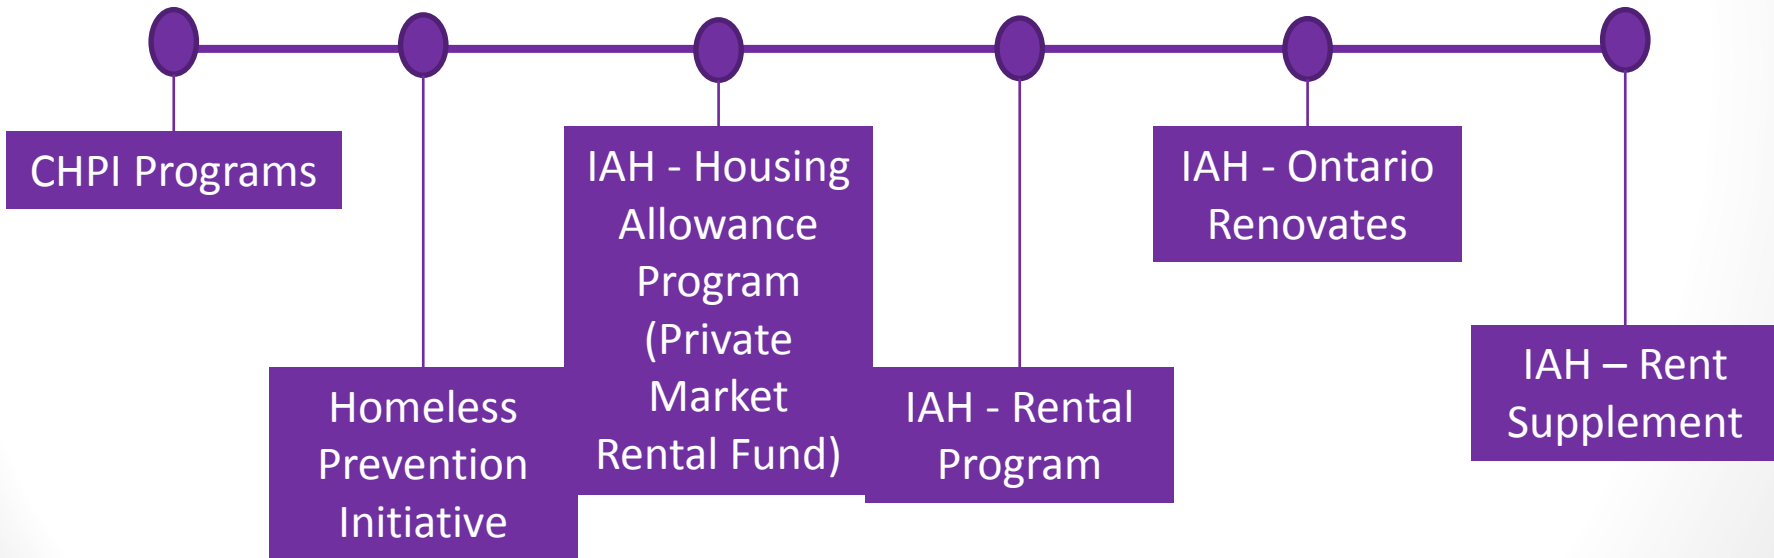 CHPI Programs
Homeless
Prevention
Initiative
IAH - Housing
Allowance
Program
(Private
Market
Rental Fund)
IAH - Rental
Program
IAH - Ontario
Renovates
IAH – Rent
Supplement